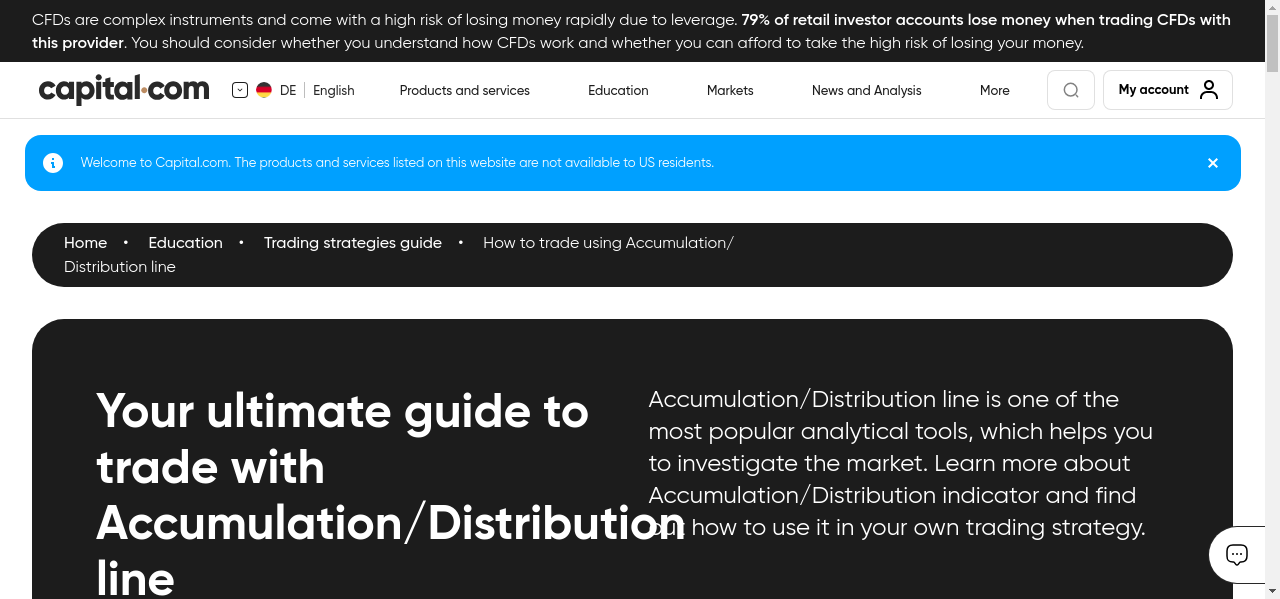 CFDs are complex instruments and come with a high risk of losing money rapidly due to leverage. 79% of retail investor accounts lose money when trading CFDs with
this provider. You should consider whether you understand how CFDs work and whether you can afford to take the high risk of losing your money.
capital.com DE English Products and services Education Markets News and Analysis More My account
Welcome to Capital.com. The products and services listed on this website are not available to US residents.
Home • Education • Trading strategies guide • How to trade using Accumulation/
Distribution line
Your ultimate guide to
trade with
Accumulation/Distribution
line
Accumulation/Distribution line is one of the
most popular analytical tools, which helps you
to investigate the market. Learn more about
Accumulation/Distribution indicator and find
out how to use it in your own trading strategy.